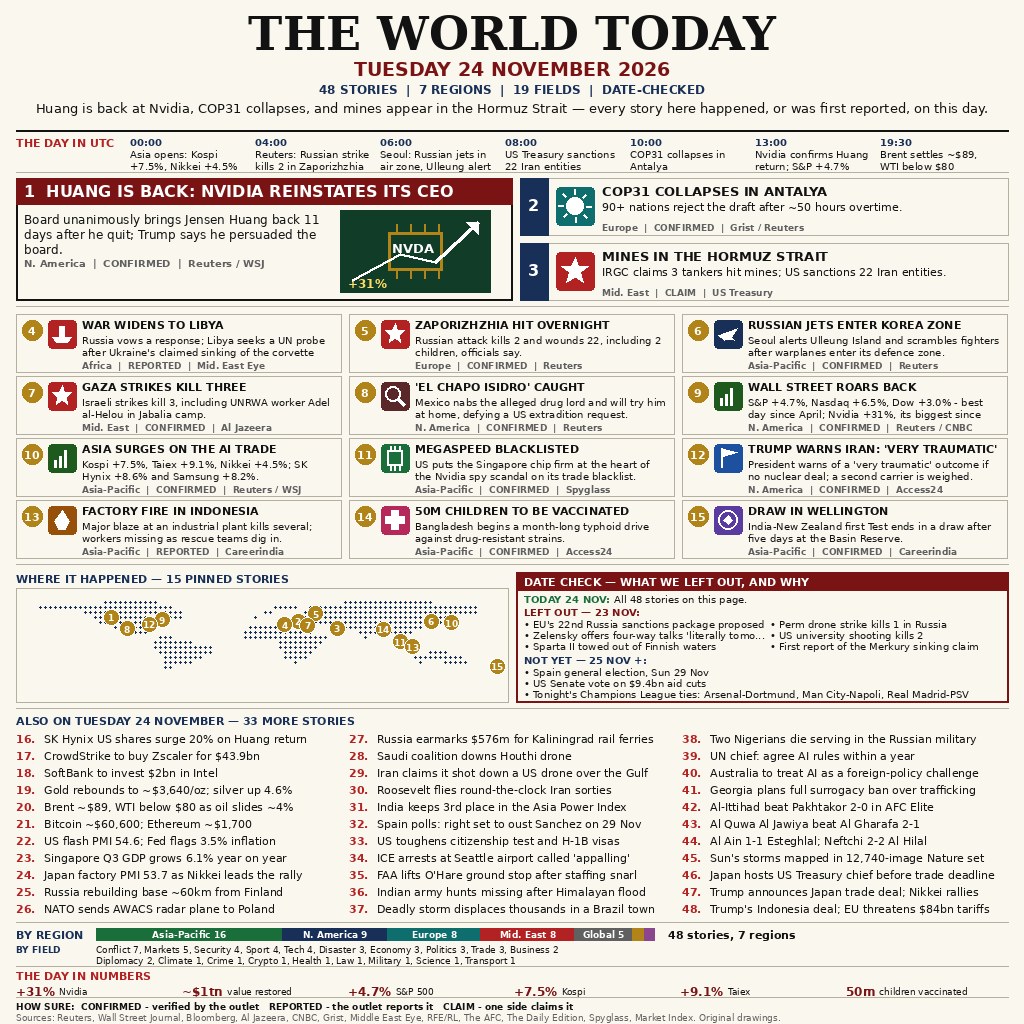 THE WORLD TODAY
TUESDAY 24 NOVEMBER 2026
48 STORIES | 7 REGIONS | 19 FIELDS | DATE-CHECKED
Huang is back at Nvidia, COP31 collapses, and mines appear in the Hormuz Strait — every story here happened, or was first reported, on this day.
THE DAY IN UTC
00:00
Asia opens: Kospi
+7.5%, Nikkei +4.5%
04:00
Reuters: Russian strike
kills 2 in Zaporizhzhia
06:00
Seoul: Russian jets in
air zone, Ulleung alert
08:00
US Treasury sanctions
22 Iran entities
10:00
COP31 collapses in
Antalya
13:00
Nvidia confirms Huang
return; S&P +4.7%
19:30
Brent settles ~$89,
WTI below $80
1 HUANG IS BACK: NVIDIA REINSTATES ITS CEO
Board unanimously brings Jensen Huang back 11
days after he quit; Trump says he persuaded the
board.
N. America | CONFIRMED | Reuters / WSJ
NVDA
+31%
2
COP31 COLLAPSES IN ANTALYA
90+ nations reject the draft after ~50 hours overtime.
Europe | CONFIRMED | Grist / Reuters
3
MINES IN THE HORMUZ STRAIT
IRGC claims 3 tankers hit mines; US sanctions 22 Iran entities.
Mid. East | CLAIM | US Treasury
4
WAR WIDENS TO LIBYA
Russia vows a response; Libya seeks a UN probe
after Ukraine's claimed sinking of the corvette
Africa | REPORTED | Mid. East Eye
5
ZAPORIZHZHIA HIT OVERNIGHT
Russian attack kills 2 and wounds 22, including 2
children, officials say.
Europe | CONFIRMED | Reuters
6
RUSSIAN JETS ENTER KOREA ZONE
Seoul alerts Ulleung Island and scrambles fighters
after warplanes enter its defence zone.
Asia-Pacific | CONFIRMED | Reuters
7
GAZA STRIKES KILL THREE
Israeli strikes kill 3, including UNRWA worker Adel
al-Helou in Jabalia camp.
Mid. East | CONFIRMED | Al Jazeera
8
'EL CHAPO ISIDRO' CAUGHT
Mexico nabs the alleged drug lord and will try him
at home, defying a US extradition request.
N. America | CONFIRMED | Reuters
9
WALL STREET ROARS BACK
S&P +4.7%, Nasdaq +6.5%, Dow +3.0% - best
day since April; Nvidia +31%, its biggest since
N. America | CONFIRMED | Reuters / CNBC
10
ASIA SURGES ON THE AI TRADE
Kospi +7.5%, Taiex +9.1%, Nikkei +4.5%; SK
Hynix +8.6% and Samsung +8.2%.
Asia-Pacific | CONFIRMED | Reuters / WSJ
11
MEGASPEED BLACKLISTED
US puts the Singapore chip firm at the heart of
the Nvidia spy scandal on its trade blacklist.
Asia-Pacific | CONFIRMED | Spyglass
12
TRUMP WARNS IRAN: 'VERY TRAUMATIC'
President warns of a 'very traumatic' outcome if
no nuclear deal; a second carrier is weighed.
N. America | CONFIRMED | Access24
13
FACTORY FIRE IN INDONESIA
Major blaze at an industrial plant kills several;
workers missing as rescue teams dig in.
Asia-Pacific | REPORTED | Careerindia
14
50M CHILDREN TO BE VACCINATED
Bangladesh begins a month-long typhoid drive
against drug-resistant strains.
Asia-Pacific | CONFIRMED | Access24
15
DRAW IN WELLINGTON
India-New Zealand first Test ends in a draw after
five days at the Basin Reserve.
Asia-Pacific | CONFIRMED | Careerindia
WHERE IT HAPPENED — 15 PINNED STORIES
1
8
12
9
4
2
7
5
3
14
11
13
6
10
15
DATE CHECK — WHAT WE LEFT OUT, AND WHY
TODAY 24 NOV: All 48 stories on this page.
LEFT OUT — 23 NOV:
• EU's 22nd Russia sanctions package proposed
• Perm drone strike kills 1 in Russia
• Zelensky offers four-way talks 'literally tomo...
• US university shooting kills 2
• Sparta II towed out of Finnish waters
• First report of the Merkury sinking claim
NOT YET — 25 NOV +:
• Spain general election, Sun 29 Nov
• US Senate vote on $9.4bn aid cuts
• Tonight's Champions League ties: Arsenal-Dortmund, Man City-Napoli, Real Madrid-PSV
ALSO ON TUESDAY 24 NOVEMBER — 33 MORE STORIES
16. SK Hynix US shares surge 20% on Huang return
17. CrowdStrike to buy Zscaler for $43.9bn
18. SoftBank to invest $2bn in Intel
19. Gold rebounds to ~$3,640/oz; silver up 4.6%
20. Brent ~$89, WTI below $80 as oil slides ~4%
21. Bitcoin ~$60,600; Ethereum ~$1,700
22. US flash PMI 54.6; Fed flags 3.5% inflation
23. Singapore Q3 GDP grows 6.1% year on year
24. Japan factory PMI 53.7 as Nikkei leads the rally
25. Russia rebuilding base ~60km from Finland
26. NATO sends AWACS radar plane to Poland
27. Russia earmarks $576m for Kaliningrad rail ferries
28. Saudi coalition downs Houthi drone
29. Iran claims it shot down a US drone over the Gulf
30. Roosevelt flies round-the-clock Iran sorties
31. India keeps 3rd place in the Asia Power Index
32. Spain polls: right set to oust Sanchez on 29 Nov
33. US toughens citizenship test and H-1B visas
34. ICE arrests at Seattle airport called 'appalling'
35. FAA lifts O'Hare ground stop after staffing snarl
36. Indian army hunts missing after Himalayan flood
37. Deadly storm displaces thousands in a Brazil town
38. Two Nigerians die serving in the Russian military
39. UN chief: agree AI rules within a year
40. Australia to treat AI as a foreign-policy challenge
41. Georgia plans full surrogacy ban over trafficking
42. Al-Ittihad beat Pakhtakor 2-0 in AFC Elite
43. Al Quwa Al Jawiya beat Al Gharafa 2-1
44. Al Ain 1-1 Esteghlal; Neftchi 2-2 Al Hilal
45. Sun's storms mapped in 12,740-image Nature set
46. Japan hosts US Treasury chief before trade deadline
47. Trump announces Japan trade deal; Nikkei rallies
48. Trump's Indonesia deal; EU threatens $84bn tariffs
BY REGION
Asia-Pacific 16
N. America 9
Europe 8
Mid. East 8
Global 5
48 stories, 7 regions
BY FIELD
Conflict 7, Markets 5, Security 4, Sport 4, Tech 4, Disaster 3, Economy 3, Politics 3, Trade 3, Business 2
Diplomacy 2, Climate 1, Crime 1, Crypto 1, Health 1, Law 1, Military 1, Science 1, Transport 1
THE DAY IN NUMBERS
+31% Nvidia
~$1tn value restored
+4.7% S&P 500
+7.5% Kospi
+9.1% Taiex
50m children vaccinated
HOW SURE: CONFIRMED - verified by the outlet REPORTED - the outlet reports it CLAIM - one side claims it
Sources: Reuters, Wall Street Journal, Bloomberg, Al Jazeera, CNBC, Grist, Middle East Eye, RFE/RL, The AFC, The Daily Edition, Spyglass, Market Index. Original drawings.